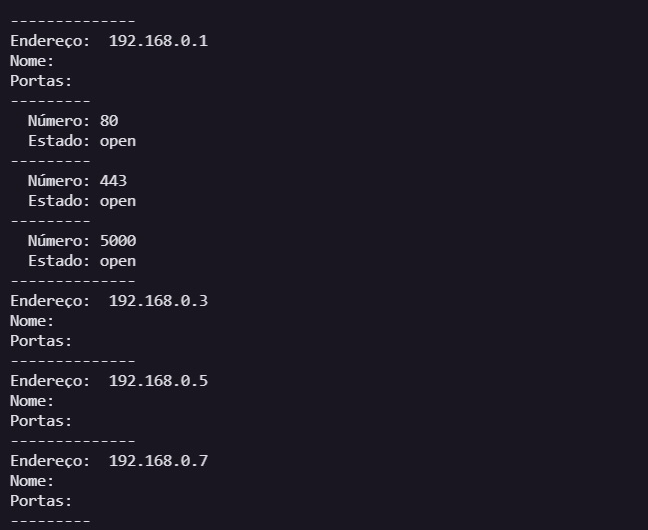 --------------
Endereço:  192.168.0.1
Nome:
Portas:
---------
  Número: 80
  Estado: open
---------
  Número: 443
  Estado: open
---------
  Número: 5000
  Estado: open
--------------
Endereço:  192.168.0.3
Nome:
Portas:
--------------
Endereço:  192.168.0.5
Nome:
Portas:
--------------
Endereço:  192.168.0.7
Nome:
Portas:
---------